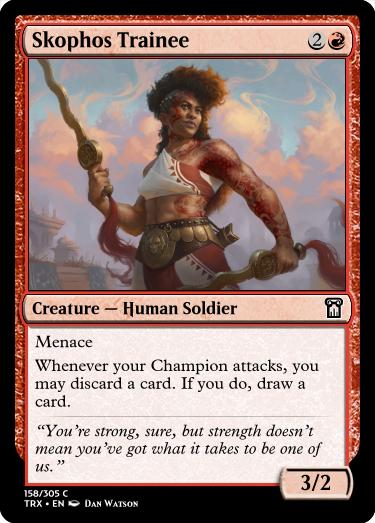 Skophos Trainee 2
Creature — Human Soldier
Menace
Whenever your Champion attacks, you
may discard a card. If you do, draw a
card.
“You're strong, sure, but strength doesn't
mean you've got what it takes to be one of
us.”
3/2
158/305 C
TRX • EN Dan Watson